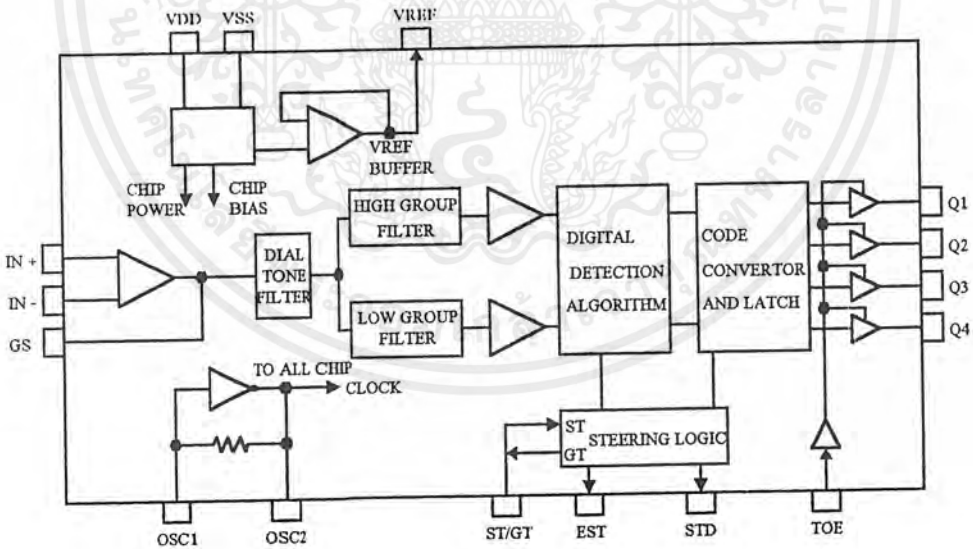 VDD VSS VREF
VREF
BUFFER
CHIP
POWER
CHIP
BIAS
HIGH GROUP
FILTER
DIGITAL
DETECTION
ALGORITHM
CODE
CONVERTOR
AND LATCH
Q1
Q2
Q3
Q4
IN +
IN -
GS
DIAL
TONE
FILTER
LOW GROUP
FILTER
TO ALL CHIP
CLOCK
ST
GT
STEERING LOGIC
OSC1 OSC2 ST/GT EST STD TOE